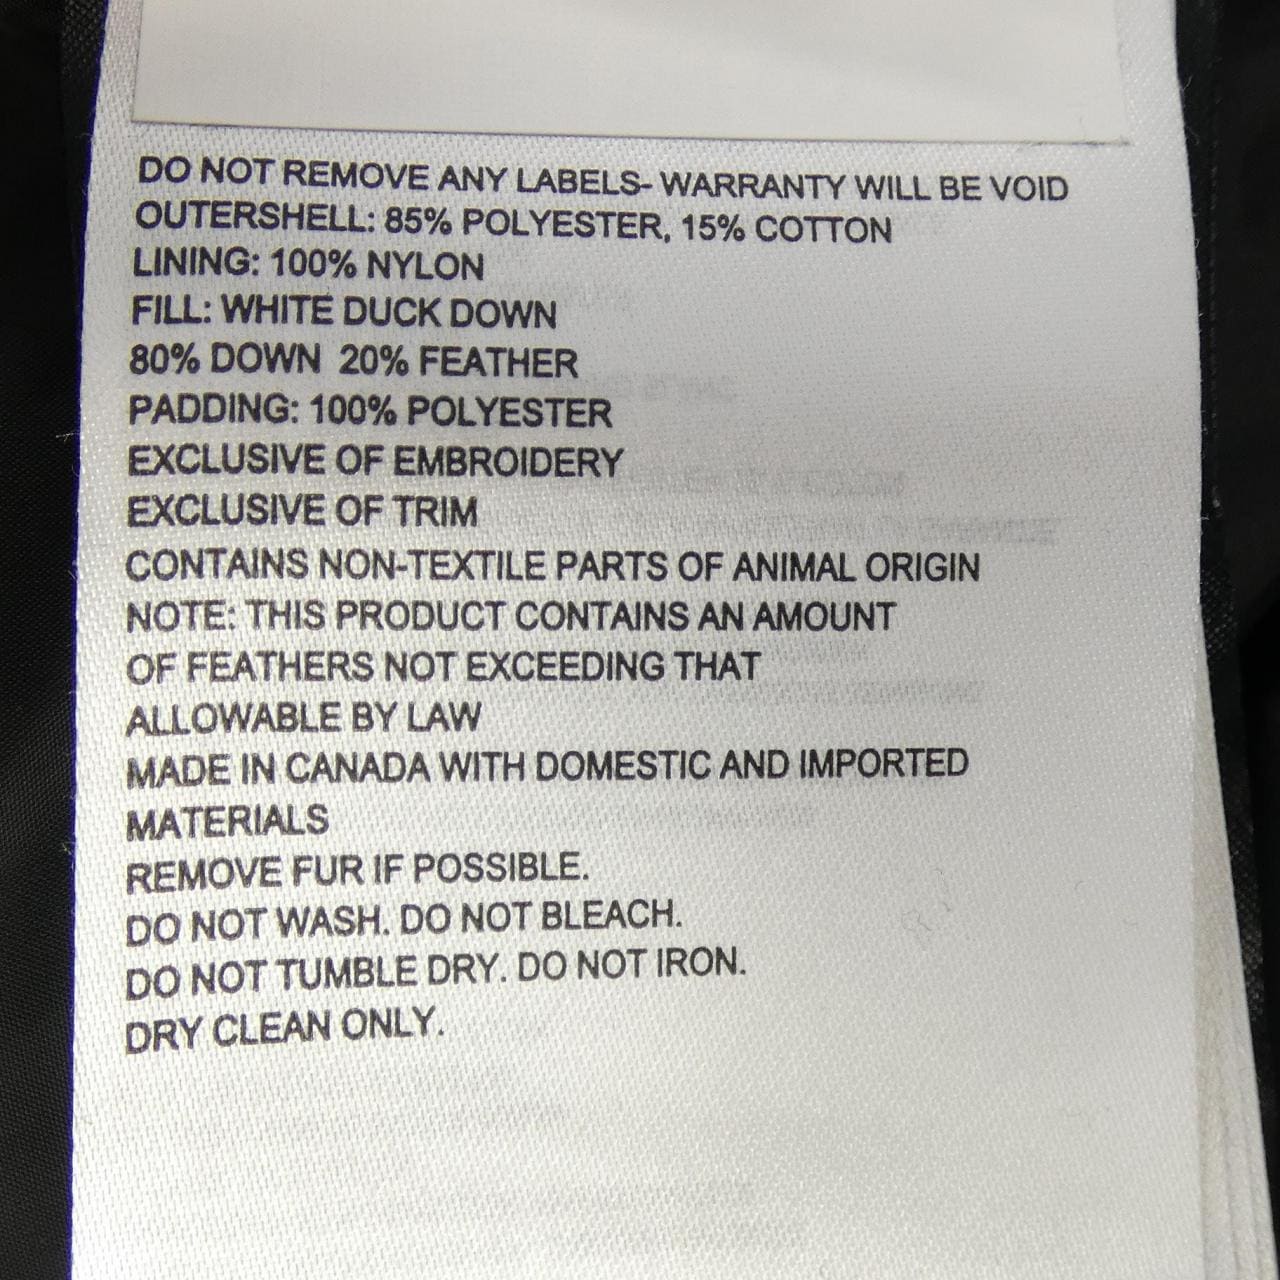 DO NOT REMOVE ANY LABELS- WARRANTY WILL BE VOID
OUTERSHELL: 85% POLYESTER, 15% COTTON
LINING: 100% NYLON
FILL: WHITE DUCK DOWN
80% DOWN 20% FEATHER
PADDING: 100% POLYESTER
EXCLUSIVE OF EMBROIDERY
EXCLUSIVE OF TRIM
CONTAINS NON-TEXTILE PARTS OF ANIMAL ORIGIN
NOTE: THIS PRODUCT CONTAINS AN AMOUNT
OF FEATHERS NOT EXCEEDING THAT
ALLOWABLE BY LAW
MADE IN CANADA WITH DOMESTIC AND IMPORTED
MATERIALS
REMOVE FUR IF POSSIBLE.
DO NOT WASH. DO NOT BLEACH.
DO NOT TUMBLE DRY. DO NOT IRON.
DRY CLEAN ONLY.